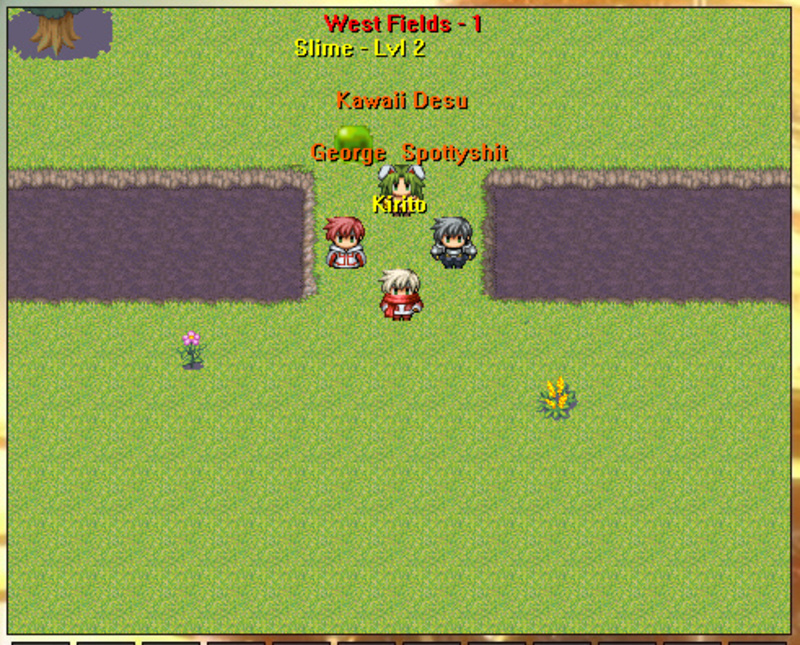 West Fields - 1
Slime - Lvl 2
Kawaii Desu
George Spottyshit
Kirito